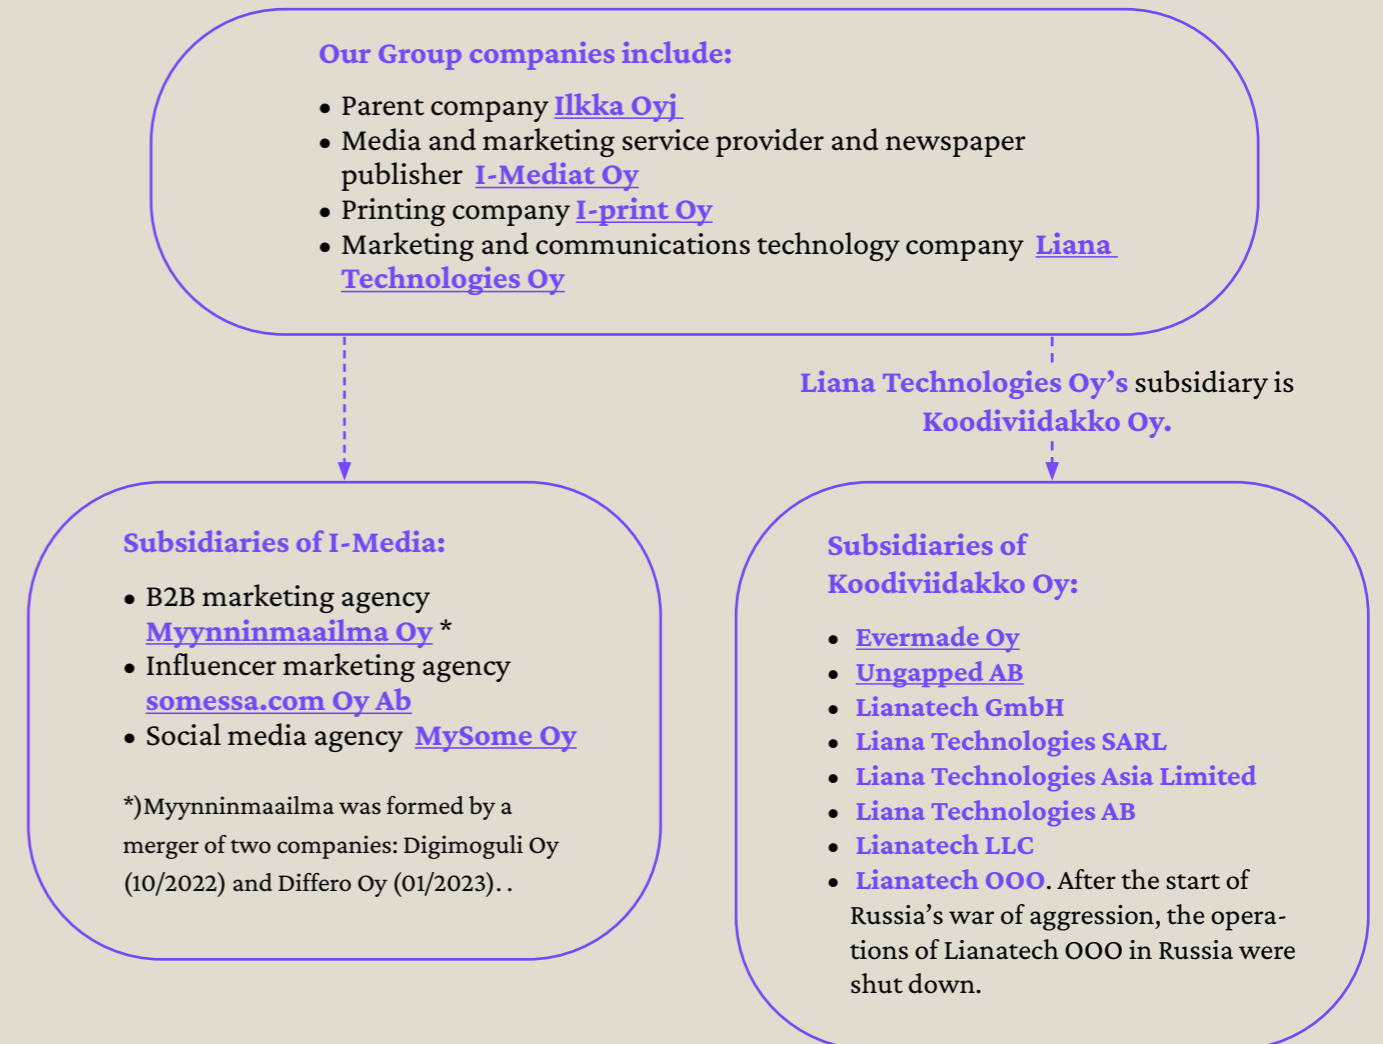 Our Group companies include:
• Parent company Ilkka Oyj
• Media and marketing service provider and newspaper
publisher I-Mediat Oy
• Printing company I-print Oy
• Marketing and communications technology company Liana
Technologies Oy
Liana Technologies Oy’s subsidiary is
Koodiviidakko Oy.
Subsidiaries of I-Media:
• B2B marketing agency
Myynninmaailma Oy *
• Influencer marketing agency
somessa.com Oy Ab
• Social media agency MySome Oy
*)Myynninmaailma was formed by a
merger of two companies: Digimoguli Oy
(10/2022) and Differo Oy (01/2023). .
Subsidiaries of
Koodiviidakko Oy:
• Evermade Oy
• Ungapped AB
• Lianatech GmbH
• Liana Technologies SARL
• Liana Technologies Asia Limited
• Liana Technologies AB
• Lianatech LLC
• Lianatech OOO. After the start of
Russia’s war of aggression, the opera-
tions of Lianatech OOO in Russia were
shut down.